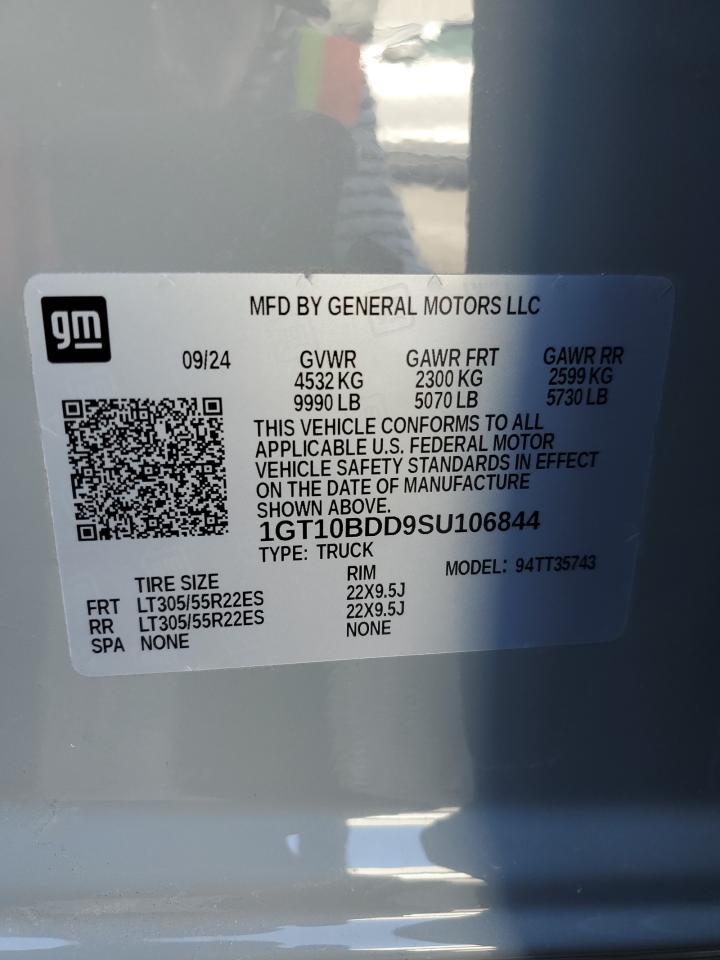 gm
MFD BY GENERAL MOTORS LLC
09/24 GVWR GAWR FRT GAWR RR
4532 KG 2300 KG 2599 KG
9990 LB 5070 LB 5730 LB
THIS VEHICLE CONFORMS TO ALL
APPLICABLE U.S. FEDERAL MOTOR
VEHICLE SAFETY STANDARDS IN EFFECT
ON THE DATE OF MANUFACTURE
SHOWN ABOVE.
1GT10BDD9SU106844
TYPE: TRUCK MODEL: 94TT35743
TIRE SIZE RIM
FRT LT305/55R22ES 22X9.5J
RR LT305/55R22ES 22X9.5J
SPA NONE NONE